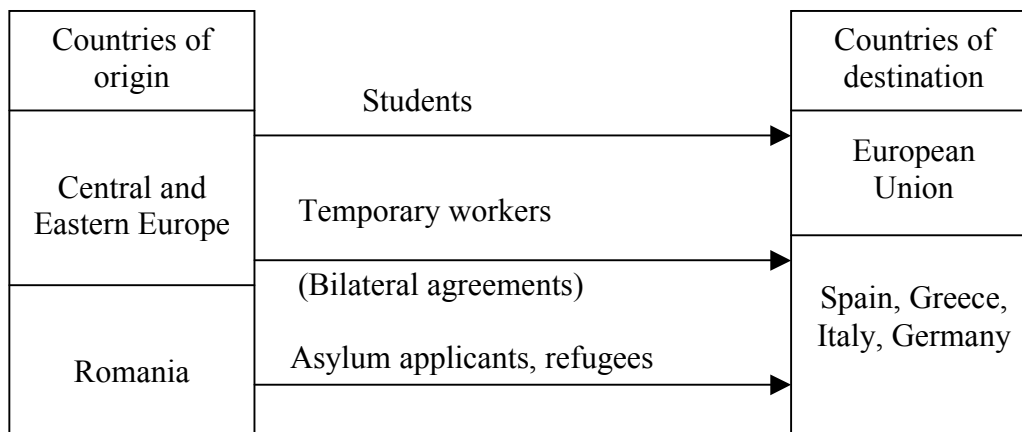 Countries of
origin
Central and
Eastern Europe
Romania
Students
Temporary workers
(Bilateral agreements)
Asylum applicants, refugees
Countries of
destination
European
Union
Spain, Greece,
Italy, Germany